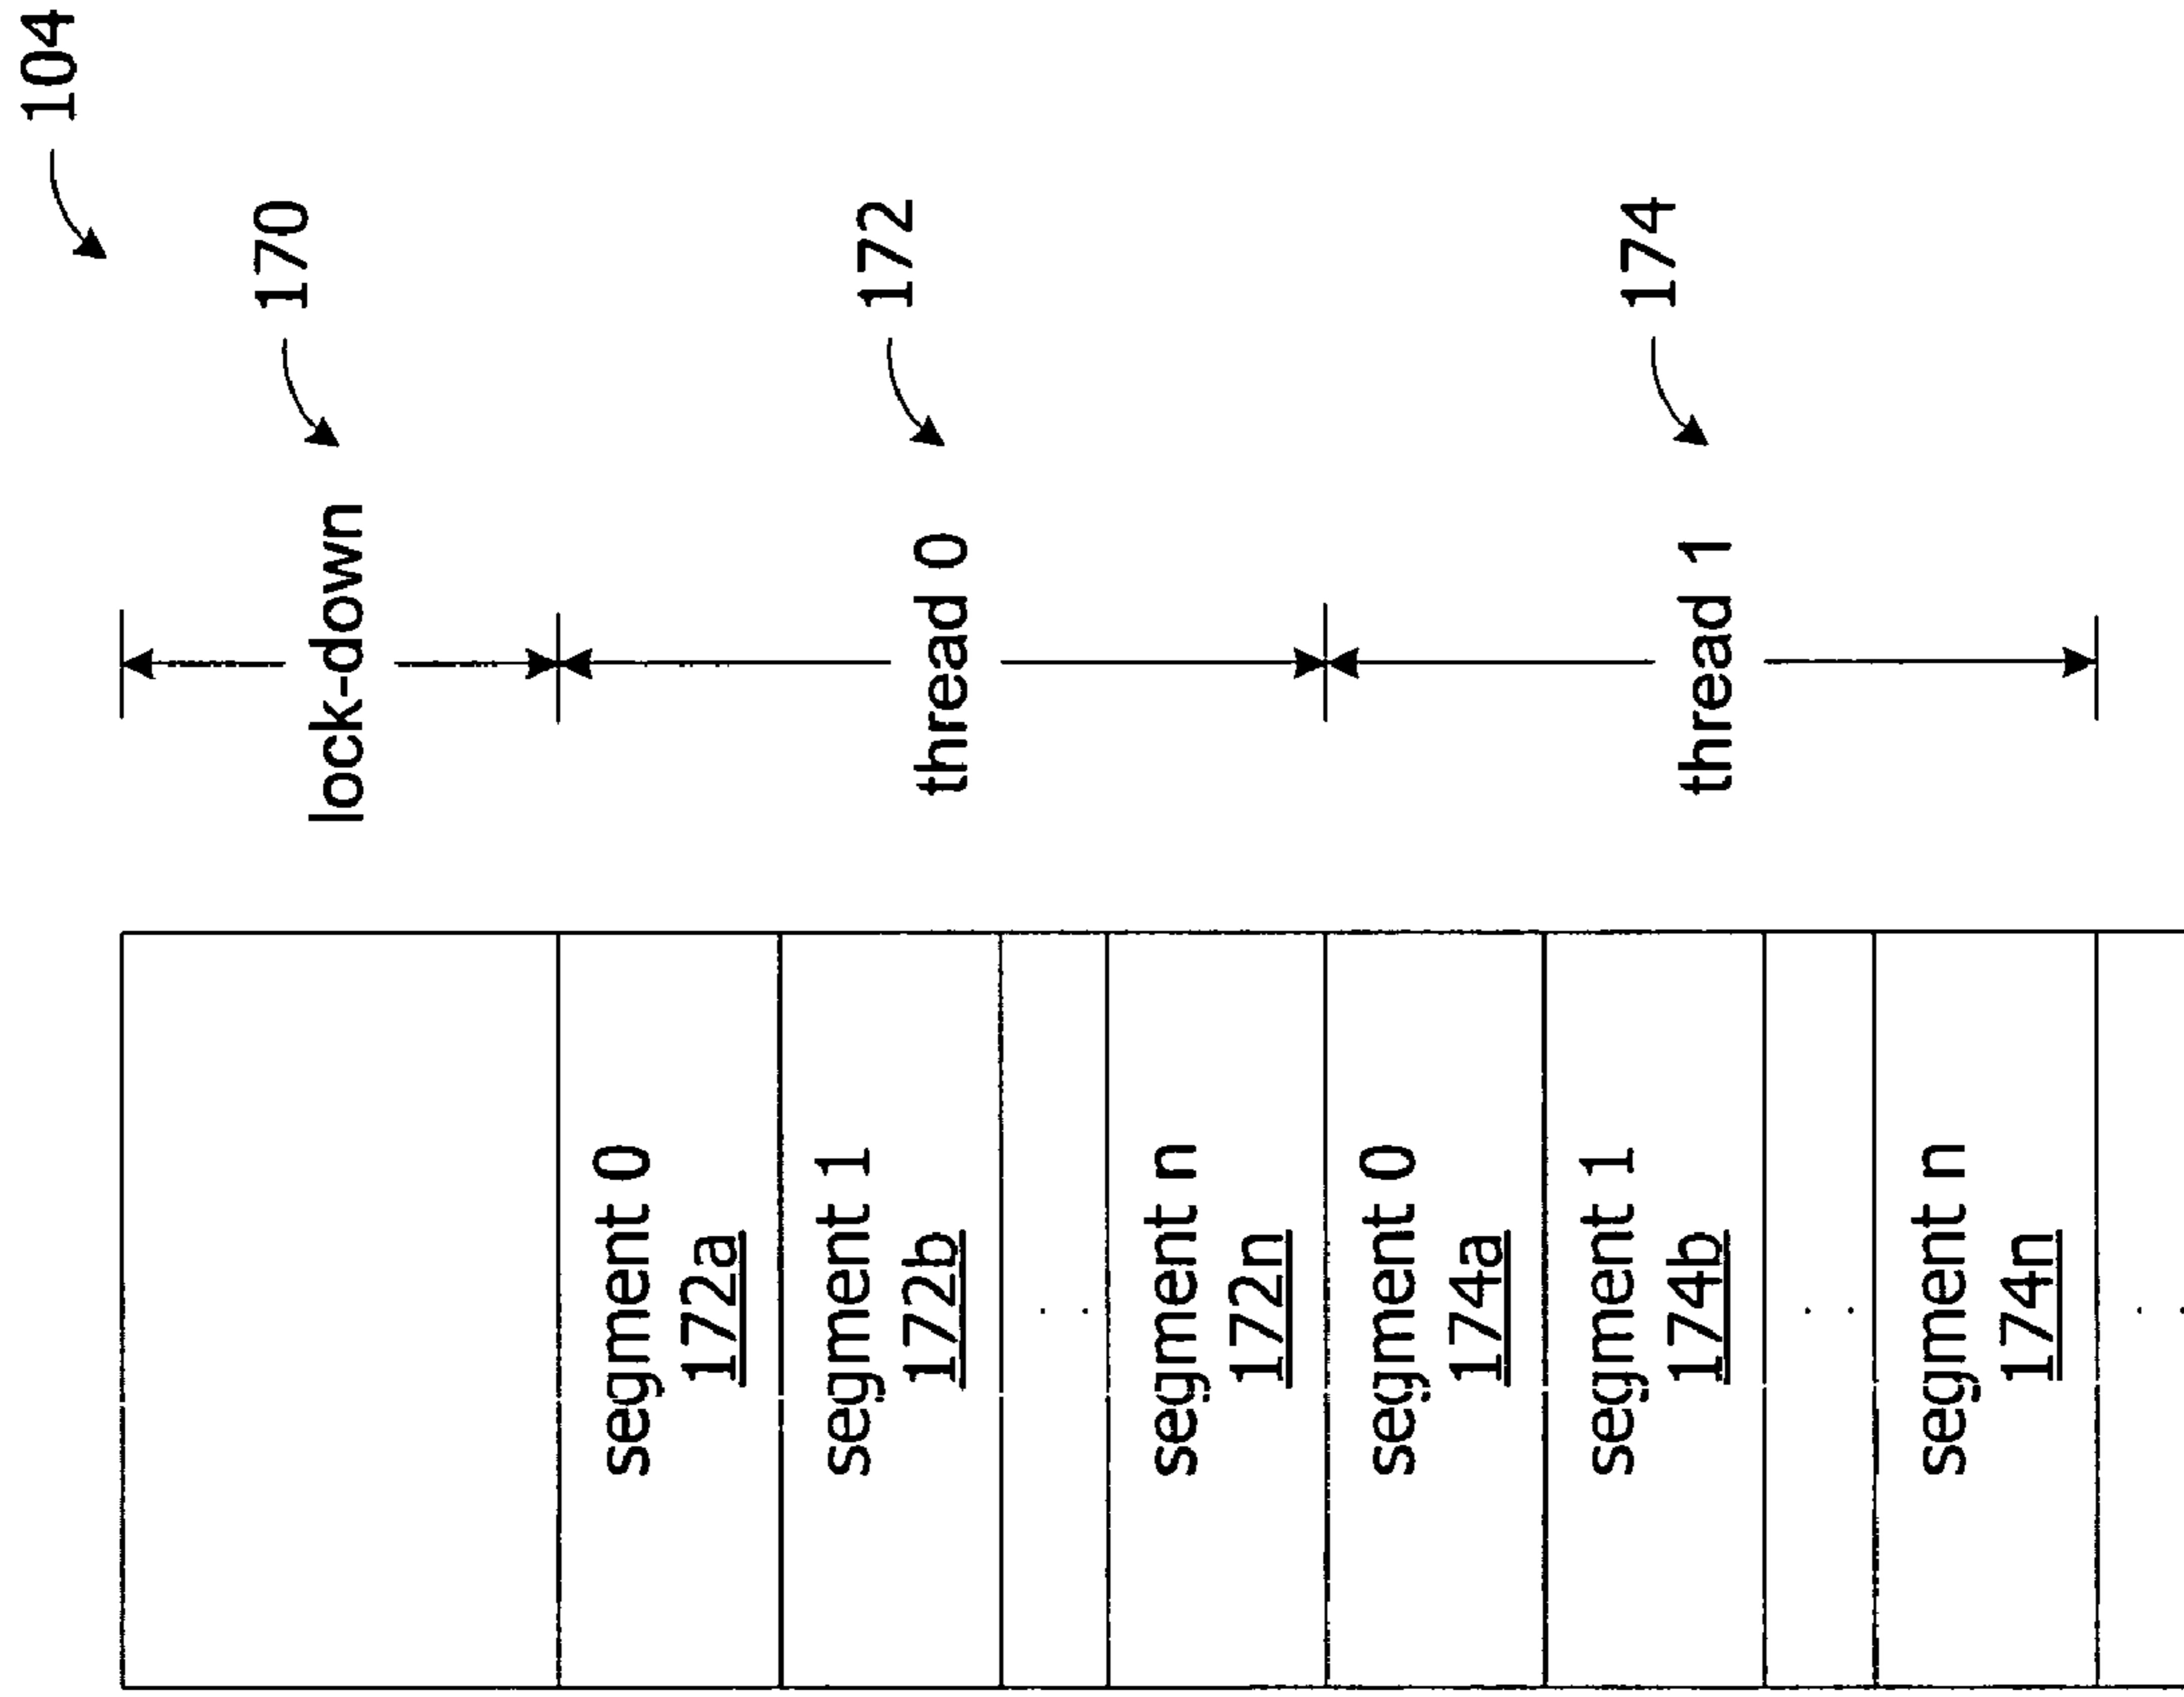 104
170
lock-down
172
thread 0
174
thread 1
segment 0
172a
segment 1
172b
. .
segment n
172n
segment 0
174a
segment 1
174b
. .
segment n
174n
. .